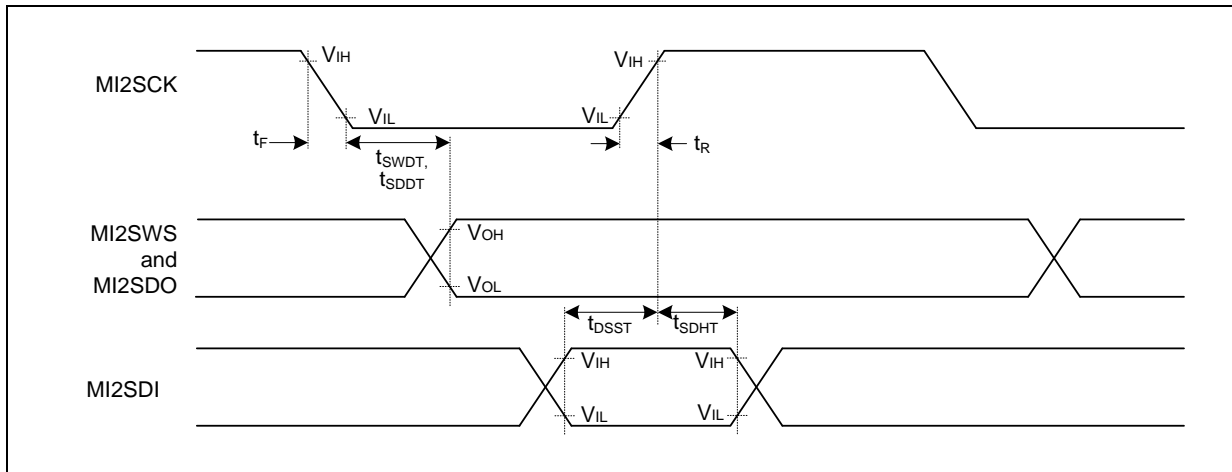 MI2SCK
VIH
VIL
VIH
VIL
tF
tSWDT,
tSDDT
tR
MI2SWS
and
MI2SDO
VOH
VOL
tDSST
tSDHT
MI2SDI
VIH
VIH
VIL
VIL